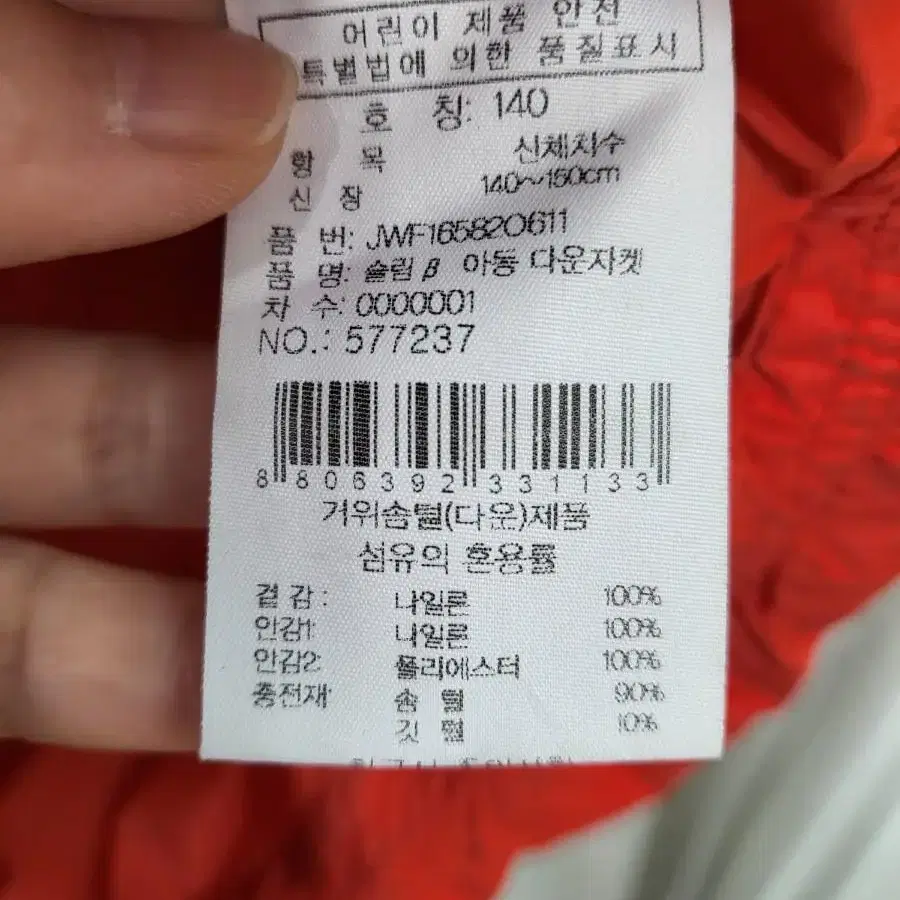 어린이 제품 안전
특별법에 의한 품질표시
호 칭: 140
항 목 신체치수
신 장 140~150cm
품 번: JWF16582O611
품 명: 슬림 β 아동 다운자켓
차 수: 0000001
NO.: 577237
8 806392 331133
거위솜털(다운)제품
섬유의 혼용률
겉감: 나일론 100%
안감1: 나일론 100%
안감2: 폴리에스터 100%
충전재: 솜 털 90%
깃 털 10%